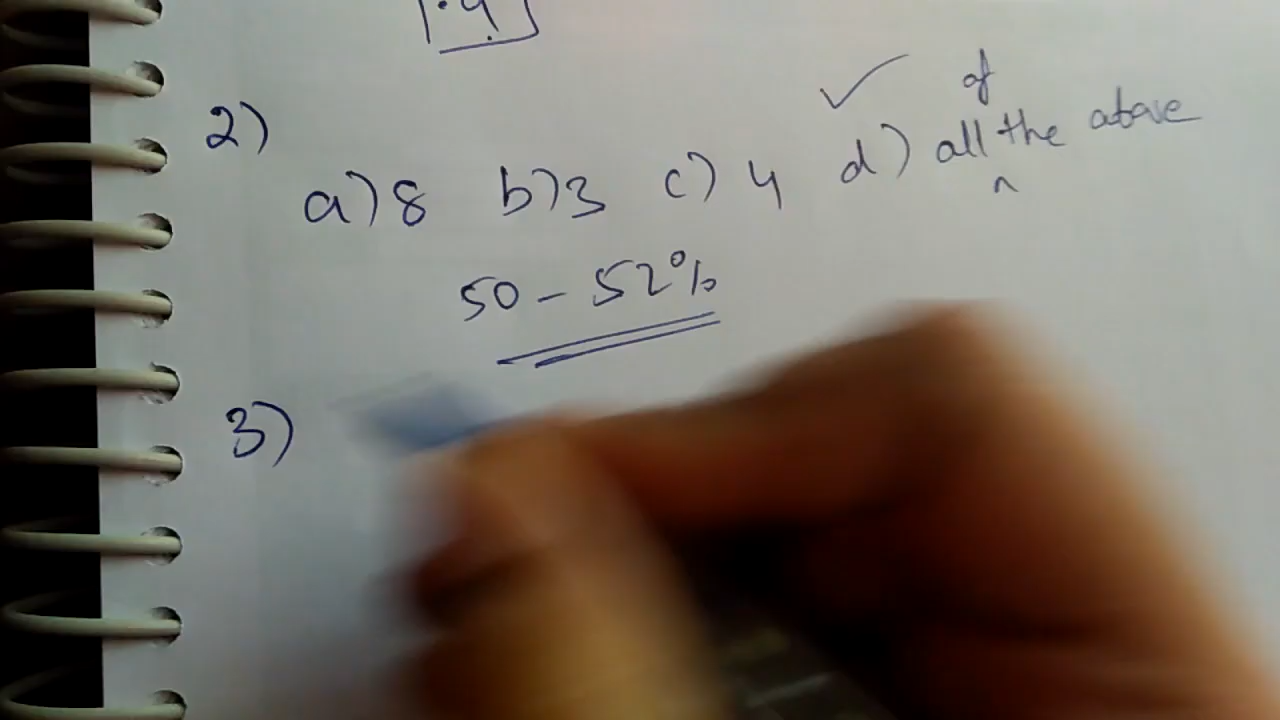 2)
a) 8 b) 3 c) 4 d) all of the above
50 - 52%
3)